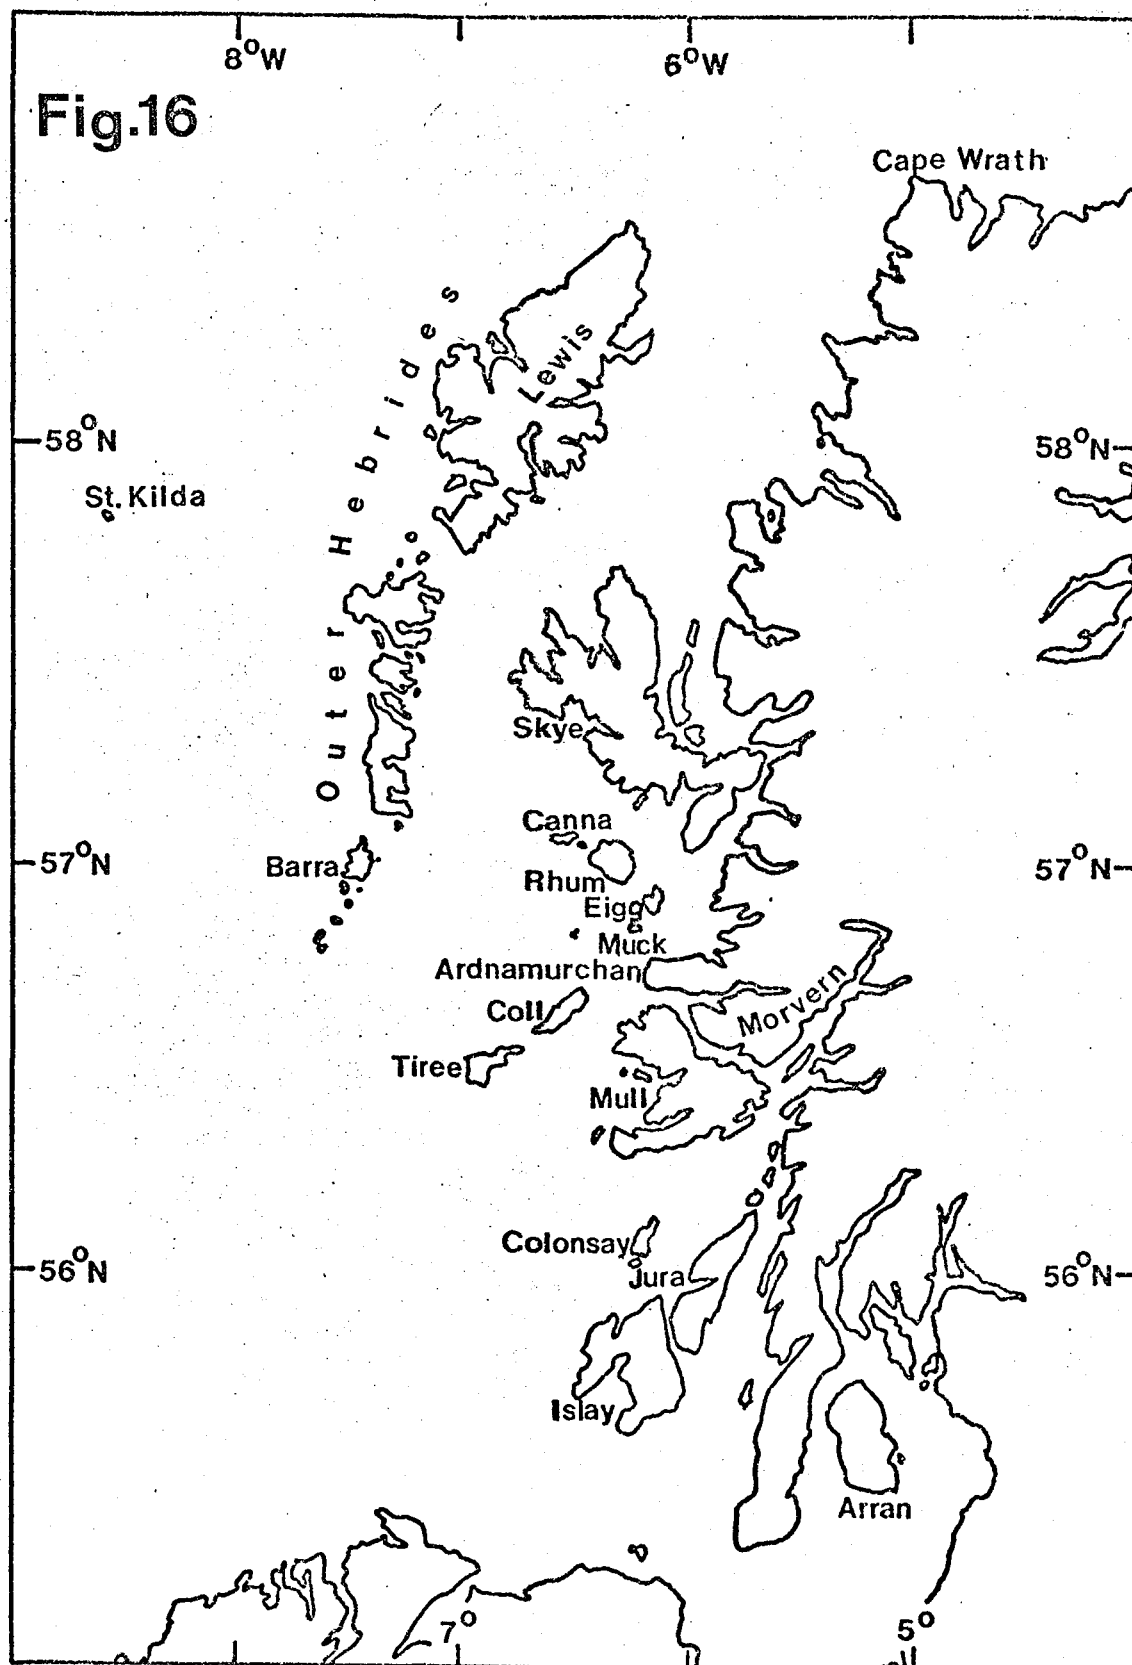 8°W
6°W
Fig.16
Cape Wrath
Outer Hebrides
Lewis
58°N
58°N
St. Kilda
Skye
Canna
57°N
Barra
57°N
Rhum
Eigg
Muck
Ardnamurchan
Coll
Morvern
Tiree
Mull
Colonsay
56°N
Jura
56°N
Islay
Arran
7°
5°